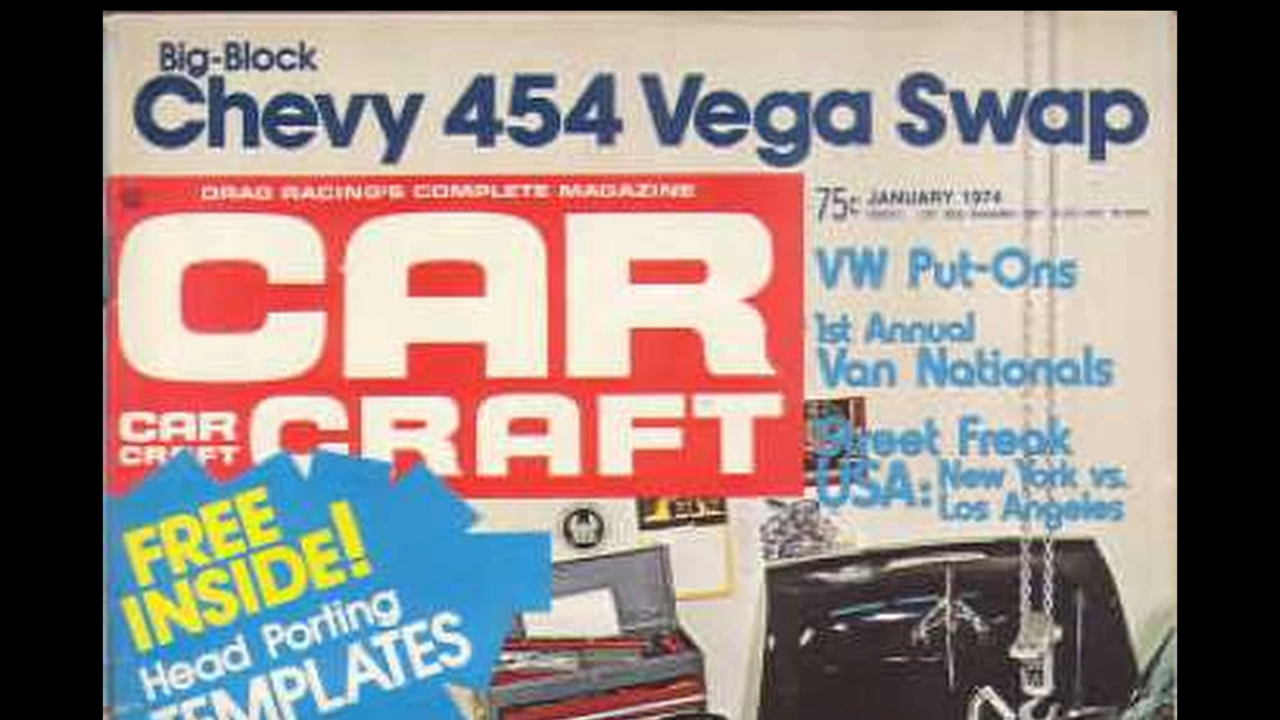 Big-Block
Chevy 454 Vega Swap
DRAG RACING'S COMPLETE MAGAZINE
CAR
CRAFT
CAR
CRAFT
75¢ JANUARY 1974
VW Put-Ons
1st Annual
Van Nationals
Street Freak
USA: New York vs.
Los Angeles
FREE
INSIDE!
Head Porting
TEMPLATES